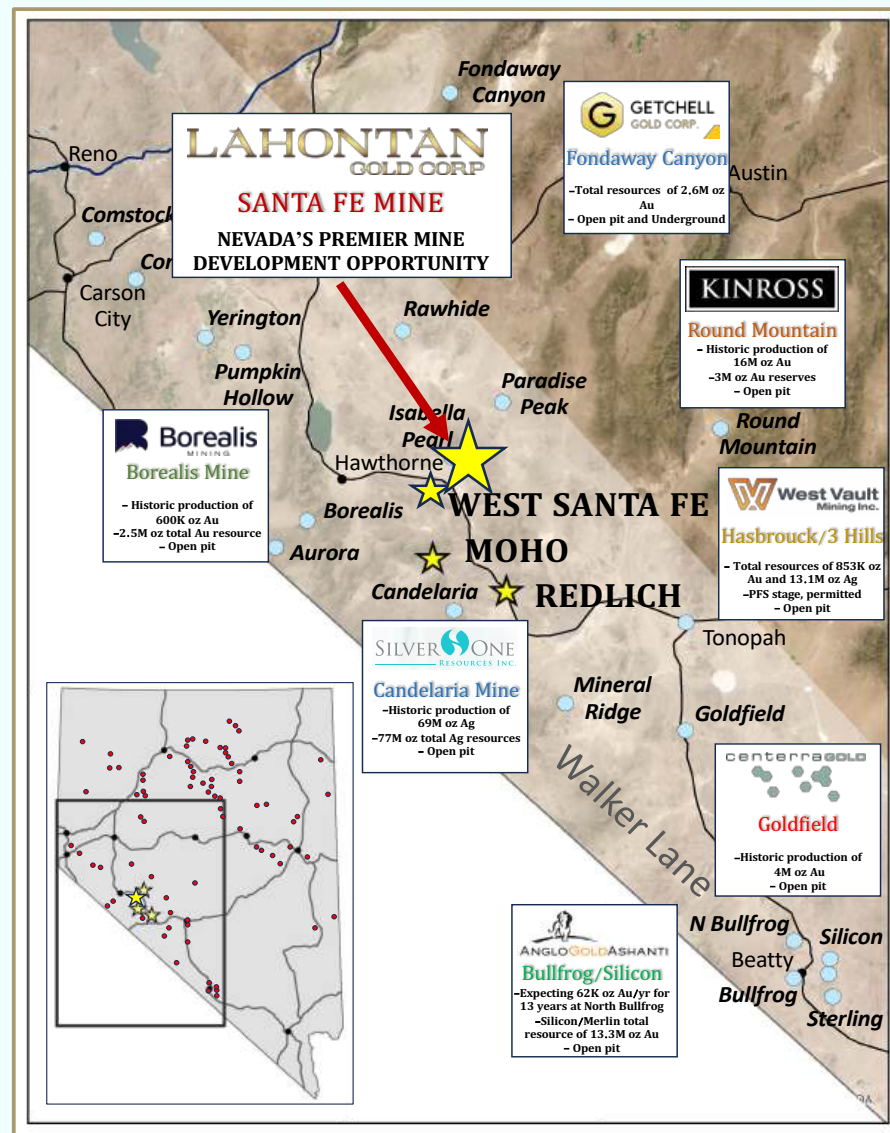 Fondaway
Canyon
GETCHELL
GOLD CORP.
Fondaway Canyon
–Total resources of 2.6M oz
Au
– Open pit and Underground
Austin
Reno
LAHONTAN
GOLD CORP
SANTA FE MINE
NEVADA'S PREMIER MINE
DEVELOPMENT OPPORTUNITY
Comstock
Carson
City
KINROSS
Round Mountain
– Historic production of
16M oz Au
–3M oz Au reserves
– Open pit
Yerington
Rawhide
Pumpkin
Hollow
Paradise
Peak
Isabella
Pearl
Round
Mountain
Borealis
MINING
Borealis Mine
– Historic production of
600K oz Au
–2.5M oz total Au resource
– Open pit
Hawthorne
West Vault
Mining Inc.
Hasbrouck/3 Hills
– Total resources of 853K oz
Au and 13.1M oz Ag
–PFS stage, permitted
– Open pit
WEST SANTA FE
Borealis
Aurora
MOHO
Candelaria
REDLICH
Tonopah
SILVER ONE
RESOURCES INC.
Candelaria Mine
–Historic production of
69M oz Ag
–77M oz total Ag resources
– Open pit
Mineral
Ridge
Goldfield
Walker Lane
centerraGOLD
Goldfield
–Historic production of
4M oz Au
– Open pit
ANGLOGOLDASHANTI
Bullfrog/Silicon
–Expecting 62K oz Au/yr for
13 years at North Bullfrog
–Silicon/Merlin total
resource of 13.3M oz Au
– Open pit
N Bullfrog
Silicon
Beatty
Bullfrog
Sterling